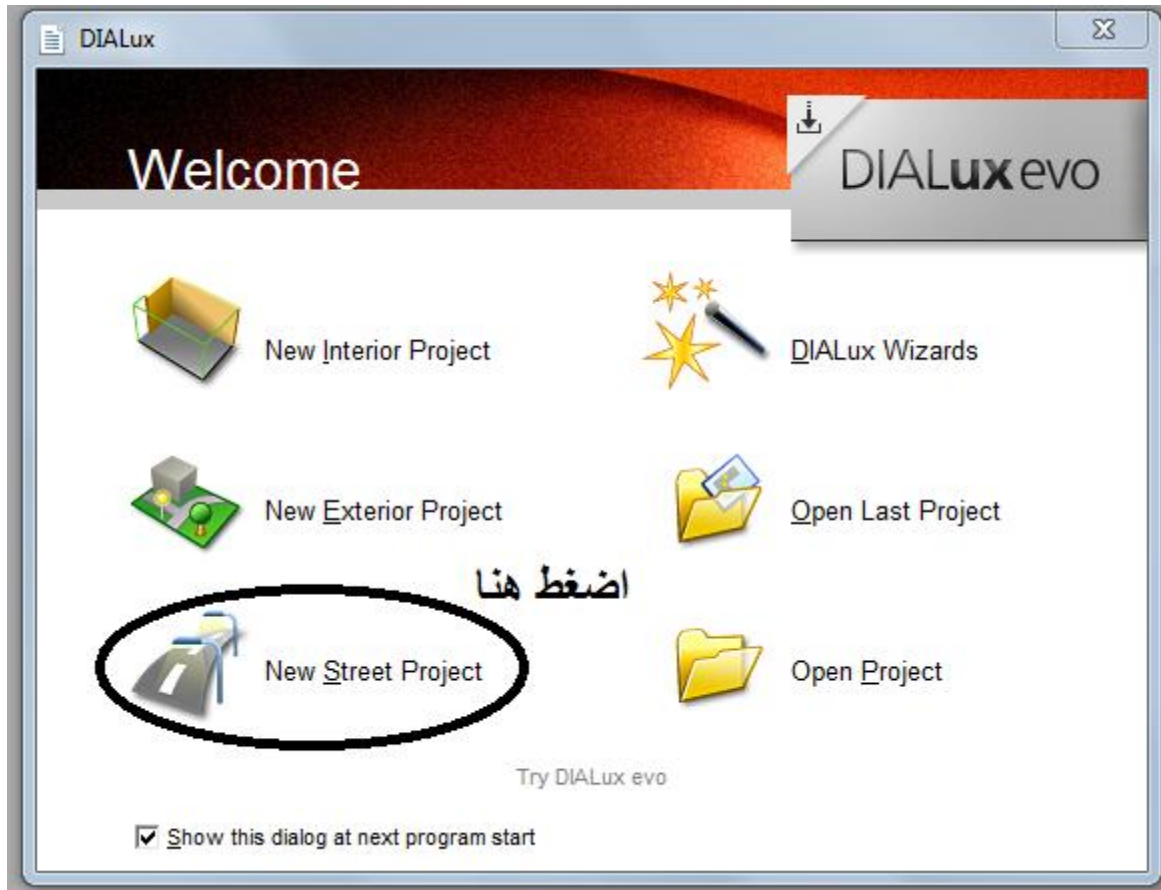 DIALux
Welcome
DIALux evo
New Interior Project
DIALux Wizards
New Exterior Project
Open Last Project
اضغط هنا
New Street Project
Open Project
Try DIALux evo
Show this dialog at next program start